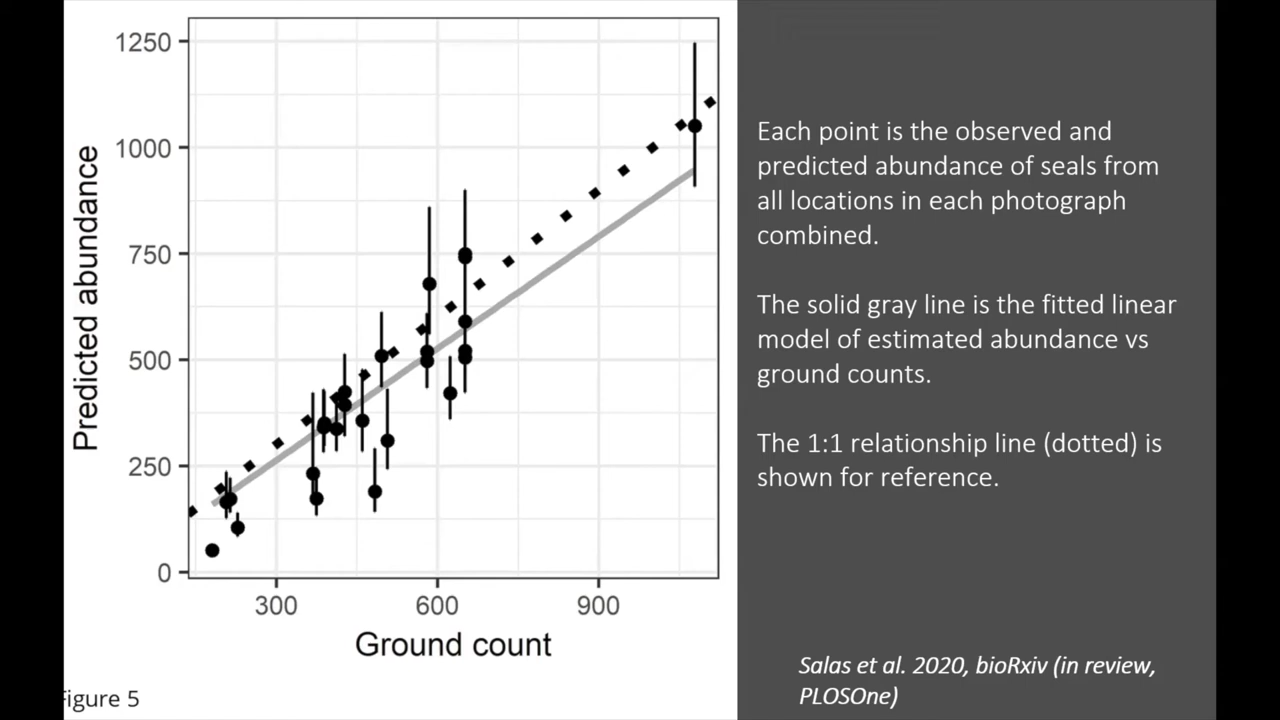 1250
1000
750
500
250
0
Predicted abundance
300 600 900
Ground count
Figure 5
Each point is the observed and
predicted abundance of seals from
all locations in each photograph
combined.
The solid gray line is the fitted linear
model of estimated abundance vs
ground counts.
The 1:1 relationship line (dotted) is
shown for reference.
Salas et al. 2020, bioRxiv (in review,
PLOSOne)